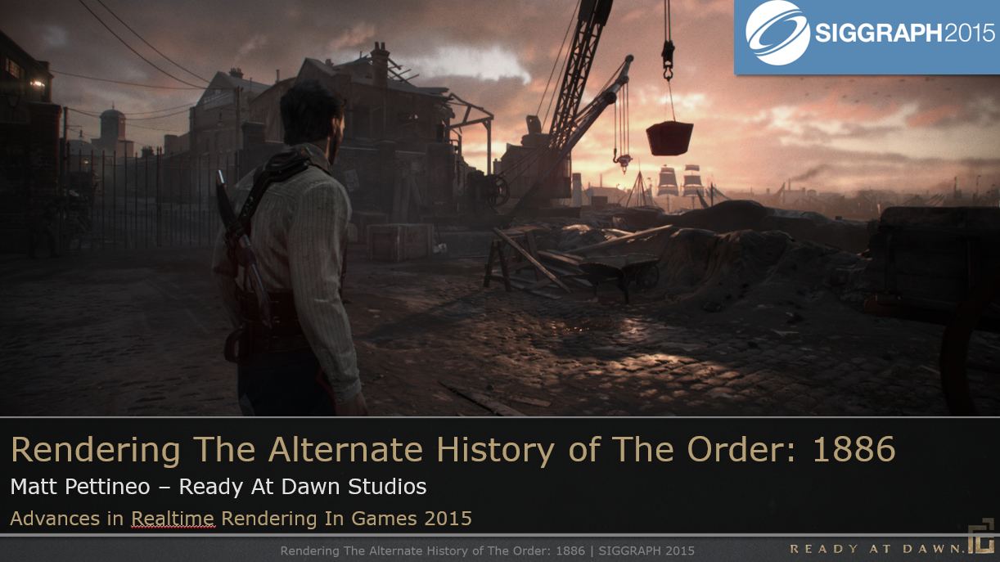 SIGGRAPH2015
Rendering The Alternate History of The Order: 1886
Matt Pettineo – Ready At Dawn Studios
Advances in Realtime Rendering In Games 2015
Rendering The Alternate History of The Order: 1886 | SIGGRAPH 2015
READY AT DAWN.